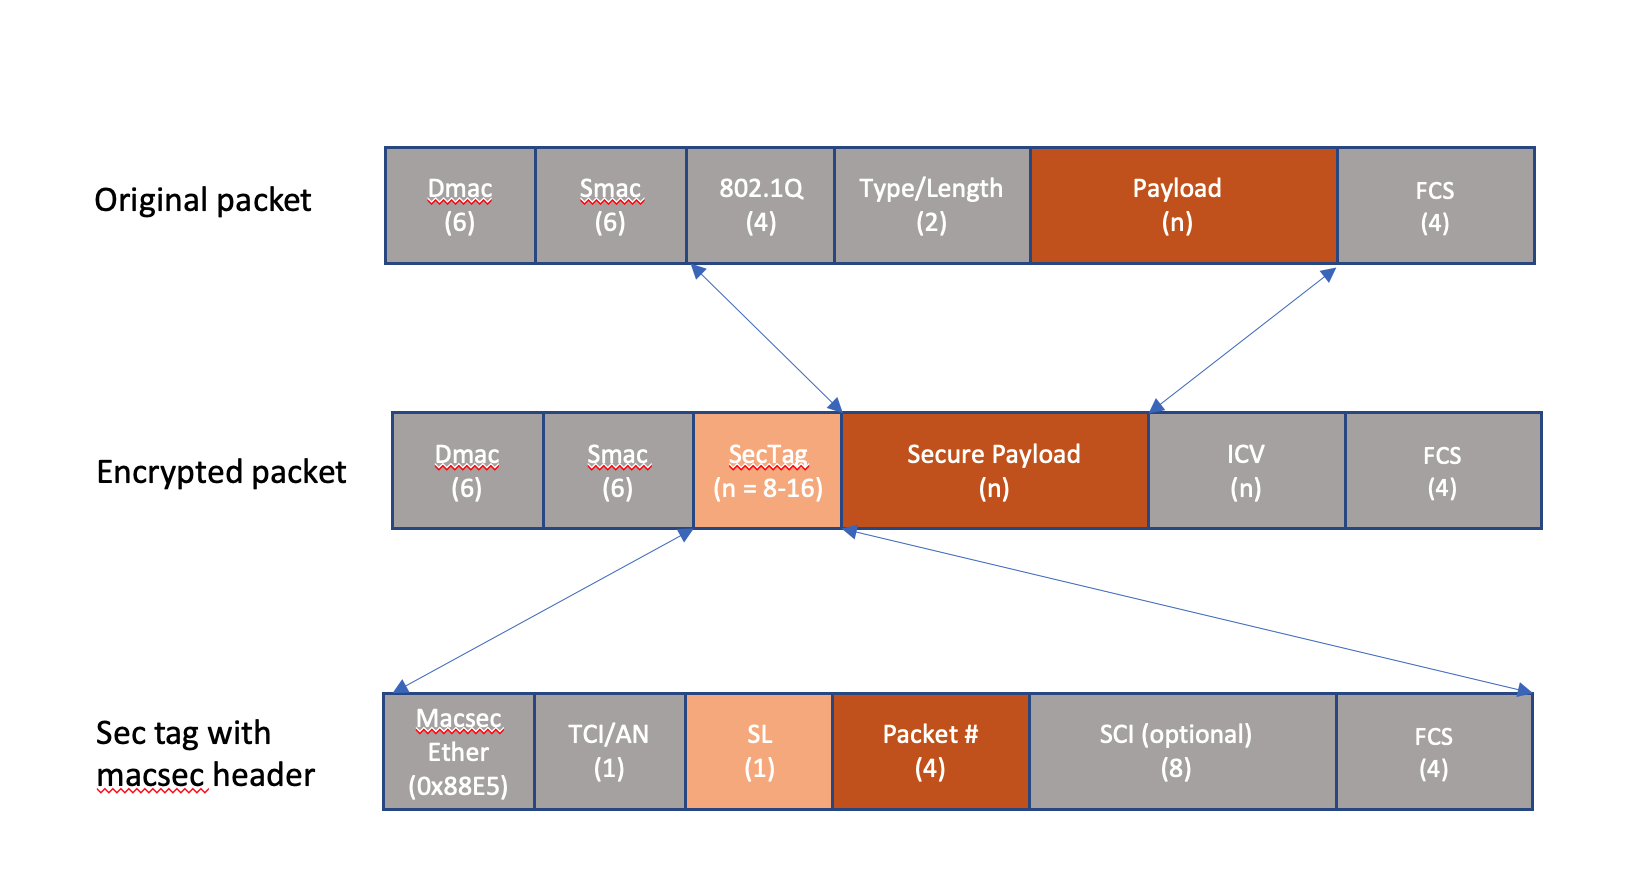 Original packet
Dmac
(6)
Smac
(6)
802.1Q
(4)
Type/Length
(2)
Payload
(n)
FCS
(4)
Encrypted packet
Dmac
(6)
Smac
(6)
SecTag
(n = 8-16)
Secure Payload
(n)
ICV
(n)
FCS
(4)
Sec tag with
macsec header
Macsec
Ether
(0x88E5)
TCI/AN
(1)
SL
(1)
Packet #
(4)
SCI (optional)
(8)
FCS
(4)